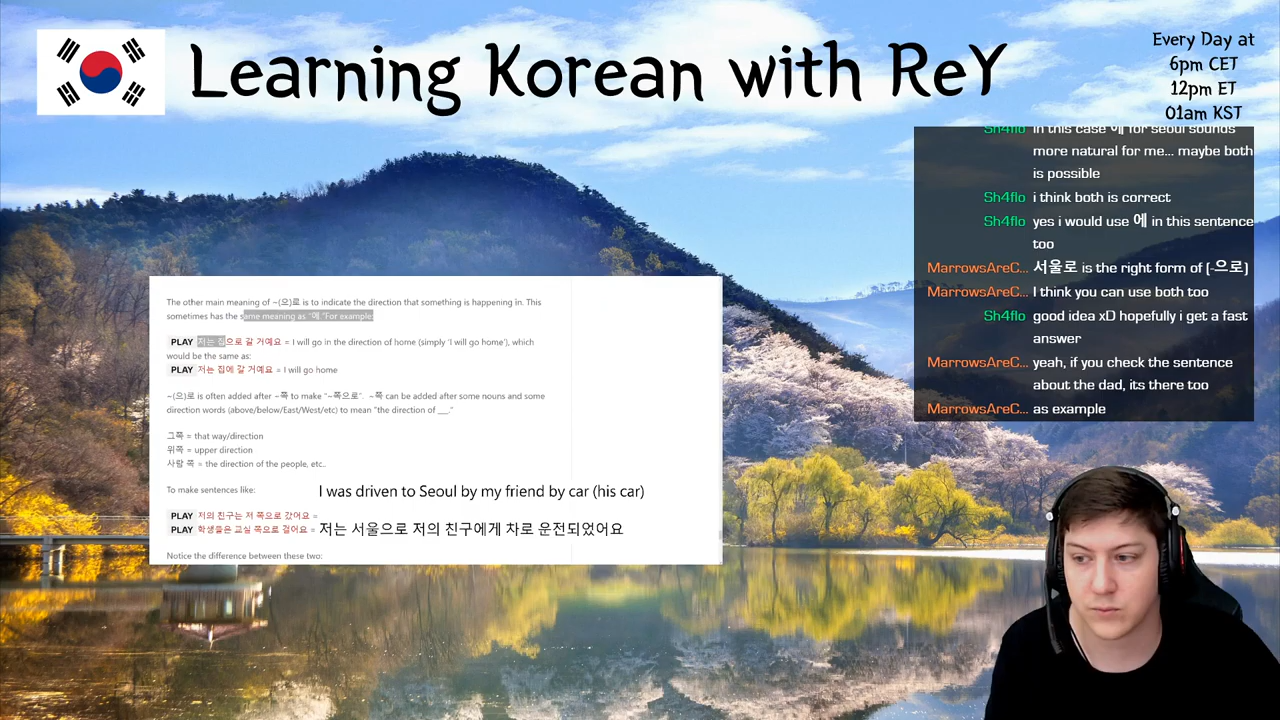 Learning Korean with ReY
Every Day at
6pm CET
12pm ET
01am KST
Sh4flo in this case 에 for seoul sounds
more natural for me... maybe both
is possible
Sh4flo i think both is correct
Sh4flo yes i would use 에 in this sentence
too
MarrowsAreC... 서울로 is the right form of [-으로]
MarrowsAreC... I think you can use both too
Sh4flo good idea xD hopefully i get a fast
answer
MarrowsAreC... yeah, if you check the sentence
about the dad, its there too
MarrowsAreC... as example
The other main meaning of ~(으)로 is to indicate the direction that something is happening in. This
sometimes has the same meaning as "에 "For example:
PLAY 저는 집으로 갈 거예요 = I will go in the direction of home (simply 'I will go home'), which
would be the same as:
PLAY 저는 집에 갈 거예요 = I will go home
~(으)로 is often added after ~쪽 to make "~쪽으로". ~쪽 can be added after some nouns and some
direction words (above/below/East/West/etc) to mean "the direction of ___."
그쪽 = that way/direction
위쪽 = upper direction
사람 쪽 = the direction of the people, etc..
To make sentences like:
I was driven to Seoul by my friend by car (his car)
PLAY 저의 친구는 저 쪽으로 갔어요 =
PLAY 학생들은 교실 쪽으로 걸어요 =
저는 서울으로 저의 친구에게 차로 운전되었어요
Notice the difference between these two: